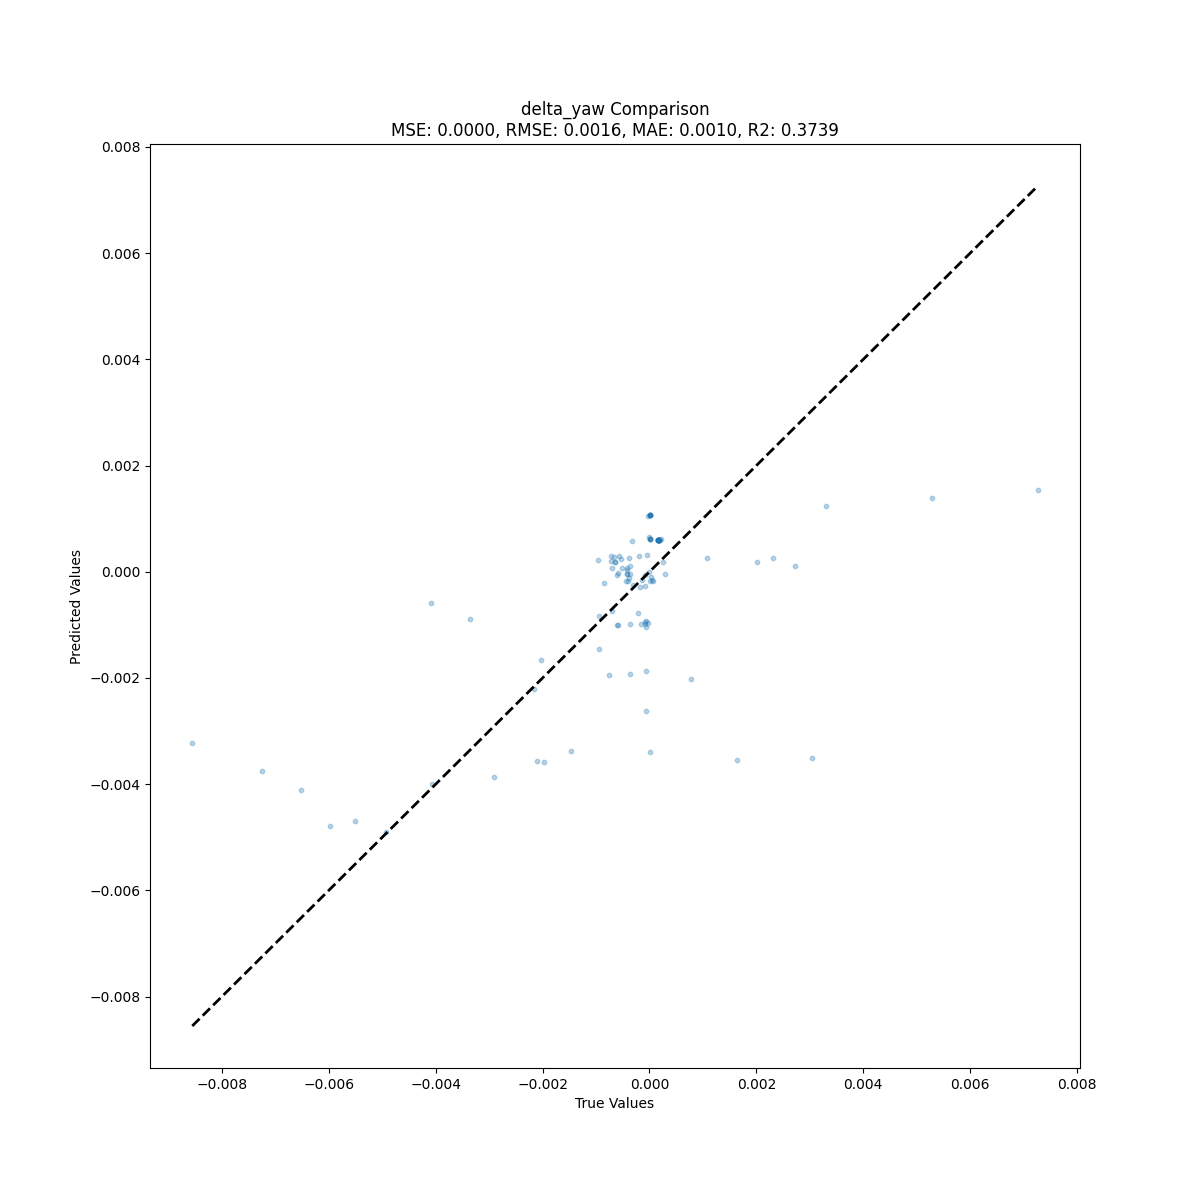 delta_yaw Comparison
MSE: 0.0000, RMSE: 0.0016, MAE: 0.0010, R2: 0.3739
0.008
0.006
0.004
0.002
0.000
−0.002
−0.004
−0.006
−0.008
Predicted Values
−0.008 −0.006 −0.004 −0.002 0.000 0.002 0.004 0.006 0.008
True Values